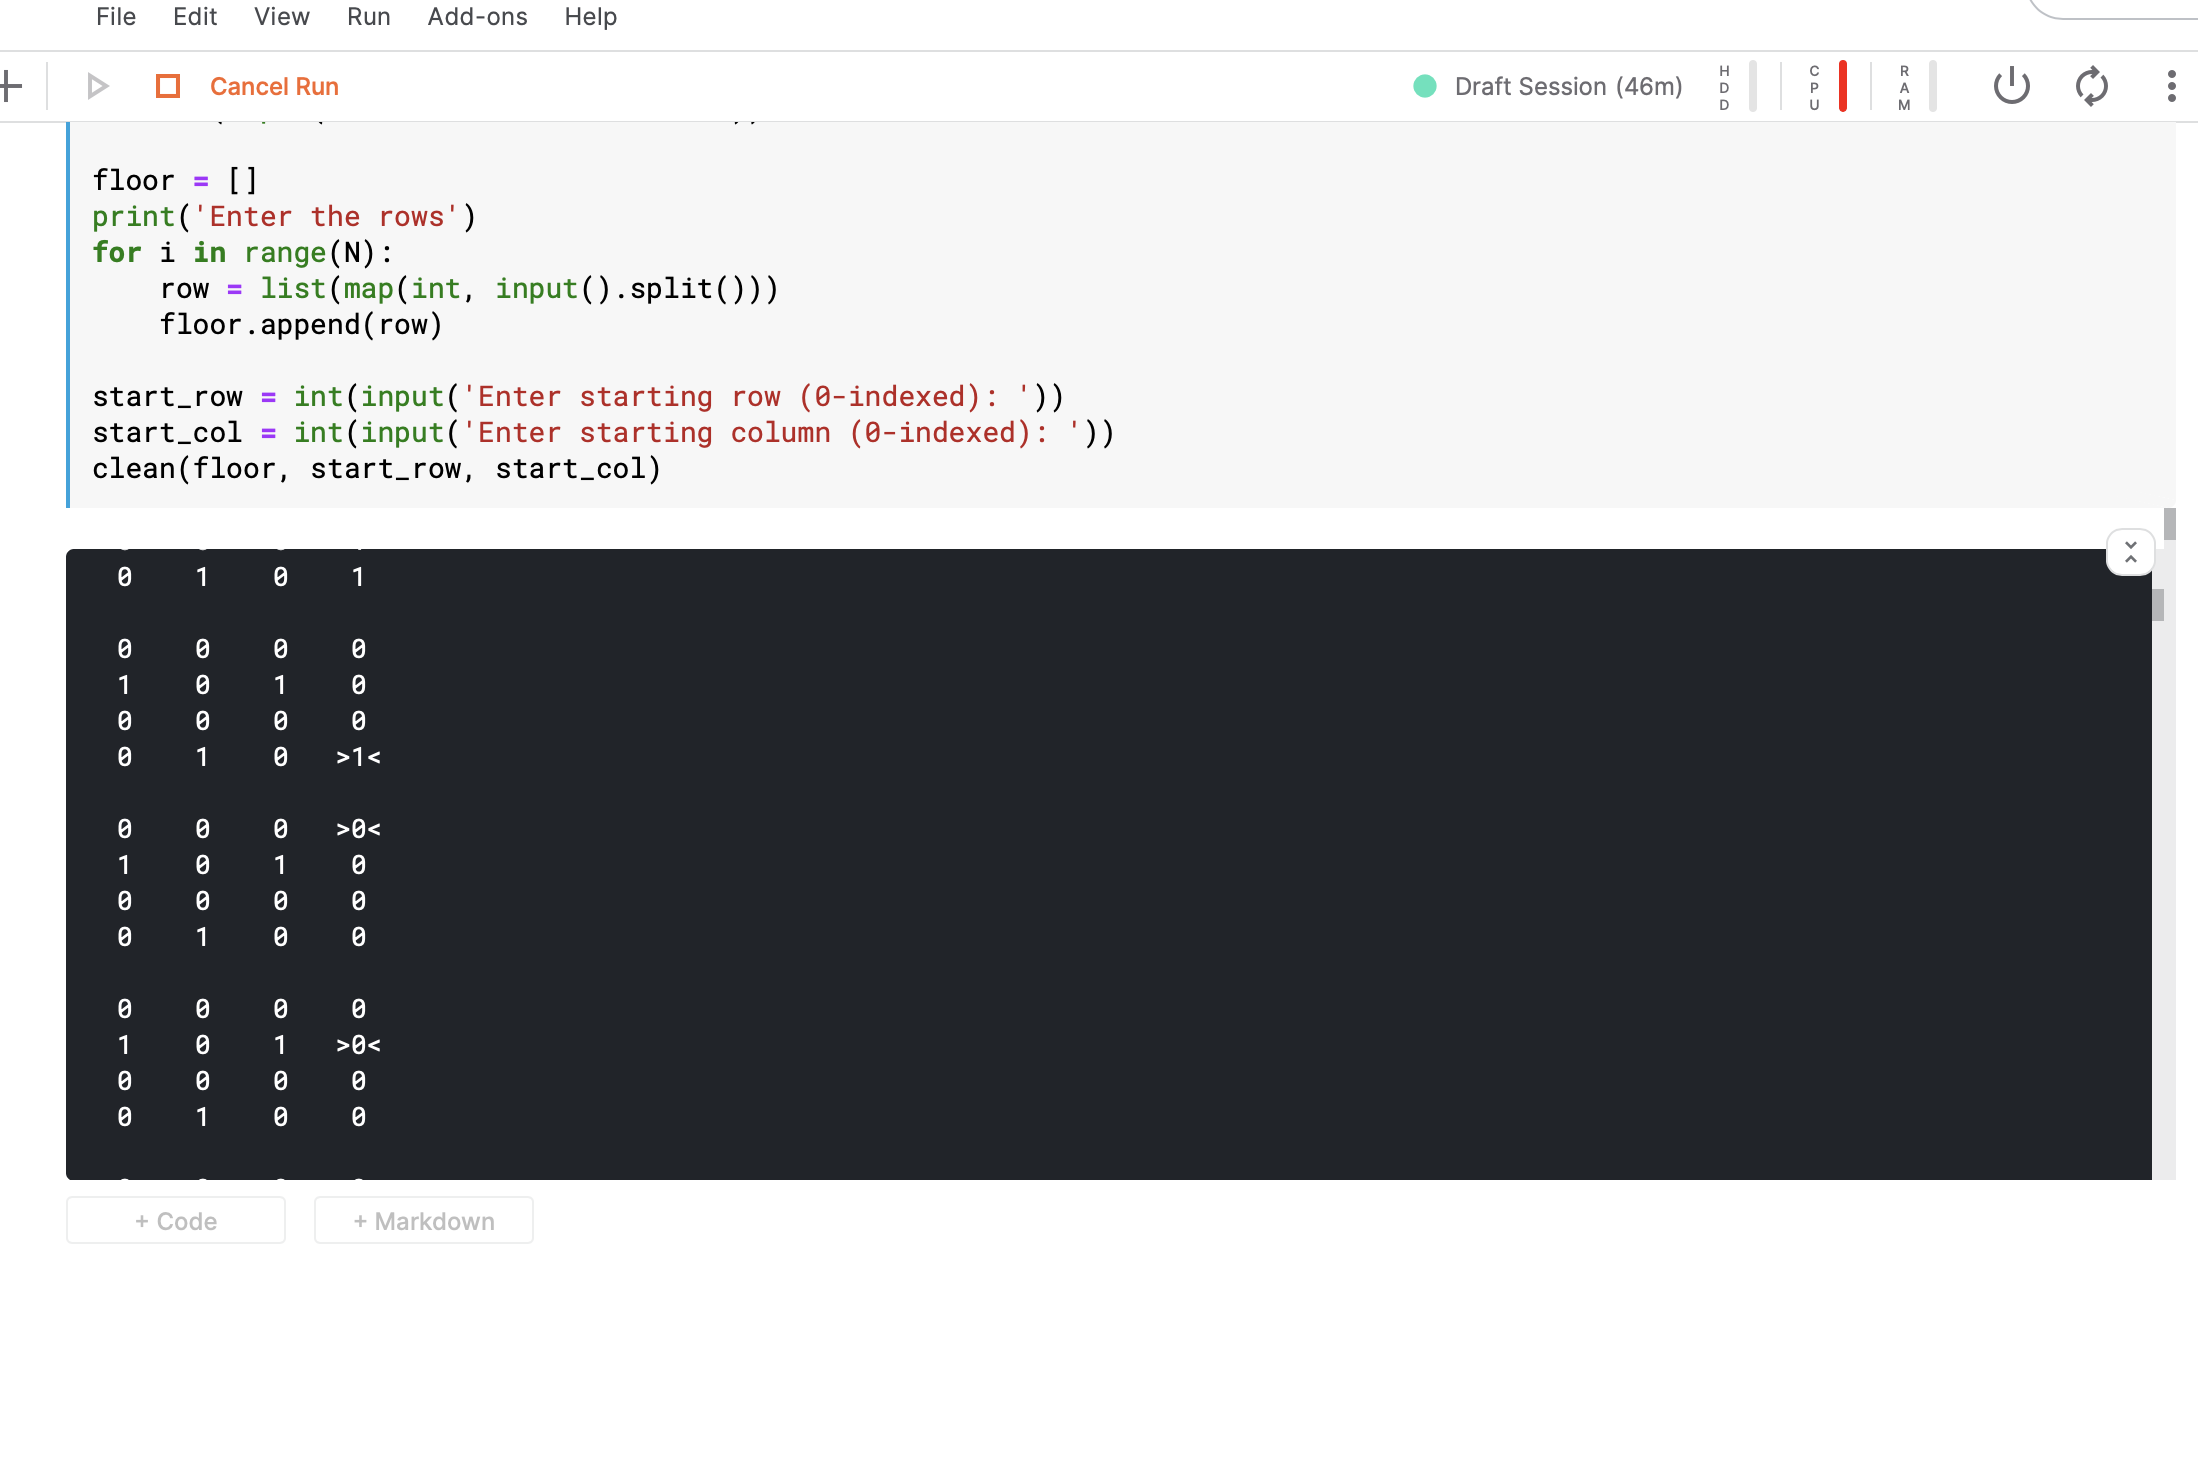 File Edit View Run Add-ons Help
Cancel Run Draft Session (46m) HDD CPU RAM
floor = []
print('Enter the rows')
for i in range(N):
    row = list(map(int, input().split()))
    floor.append(row)
start_row = int(input('Enter starting row (0-indexed): '))
start_col = int(input('Enter starting column (0-indexed): '))
clean(floor, start_row, start_col)
0 1 0 1
0 0 0 0
1 0 1 0
0 0 0 0
0 1 0 >1<
0 0 0 >0<
1 0 1 0
0 0 0 0
0 1 0 0
0 0 0 0
1 0 1 >0<
0 0 0 0
0 1 0 0
+ Code + Markdown